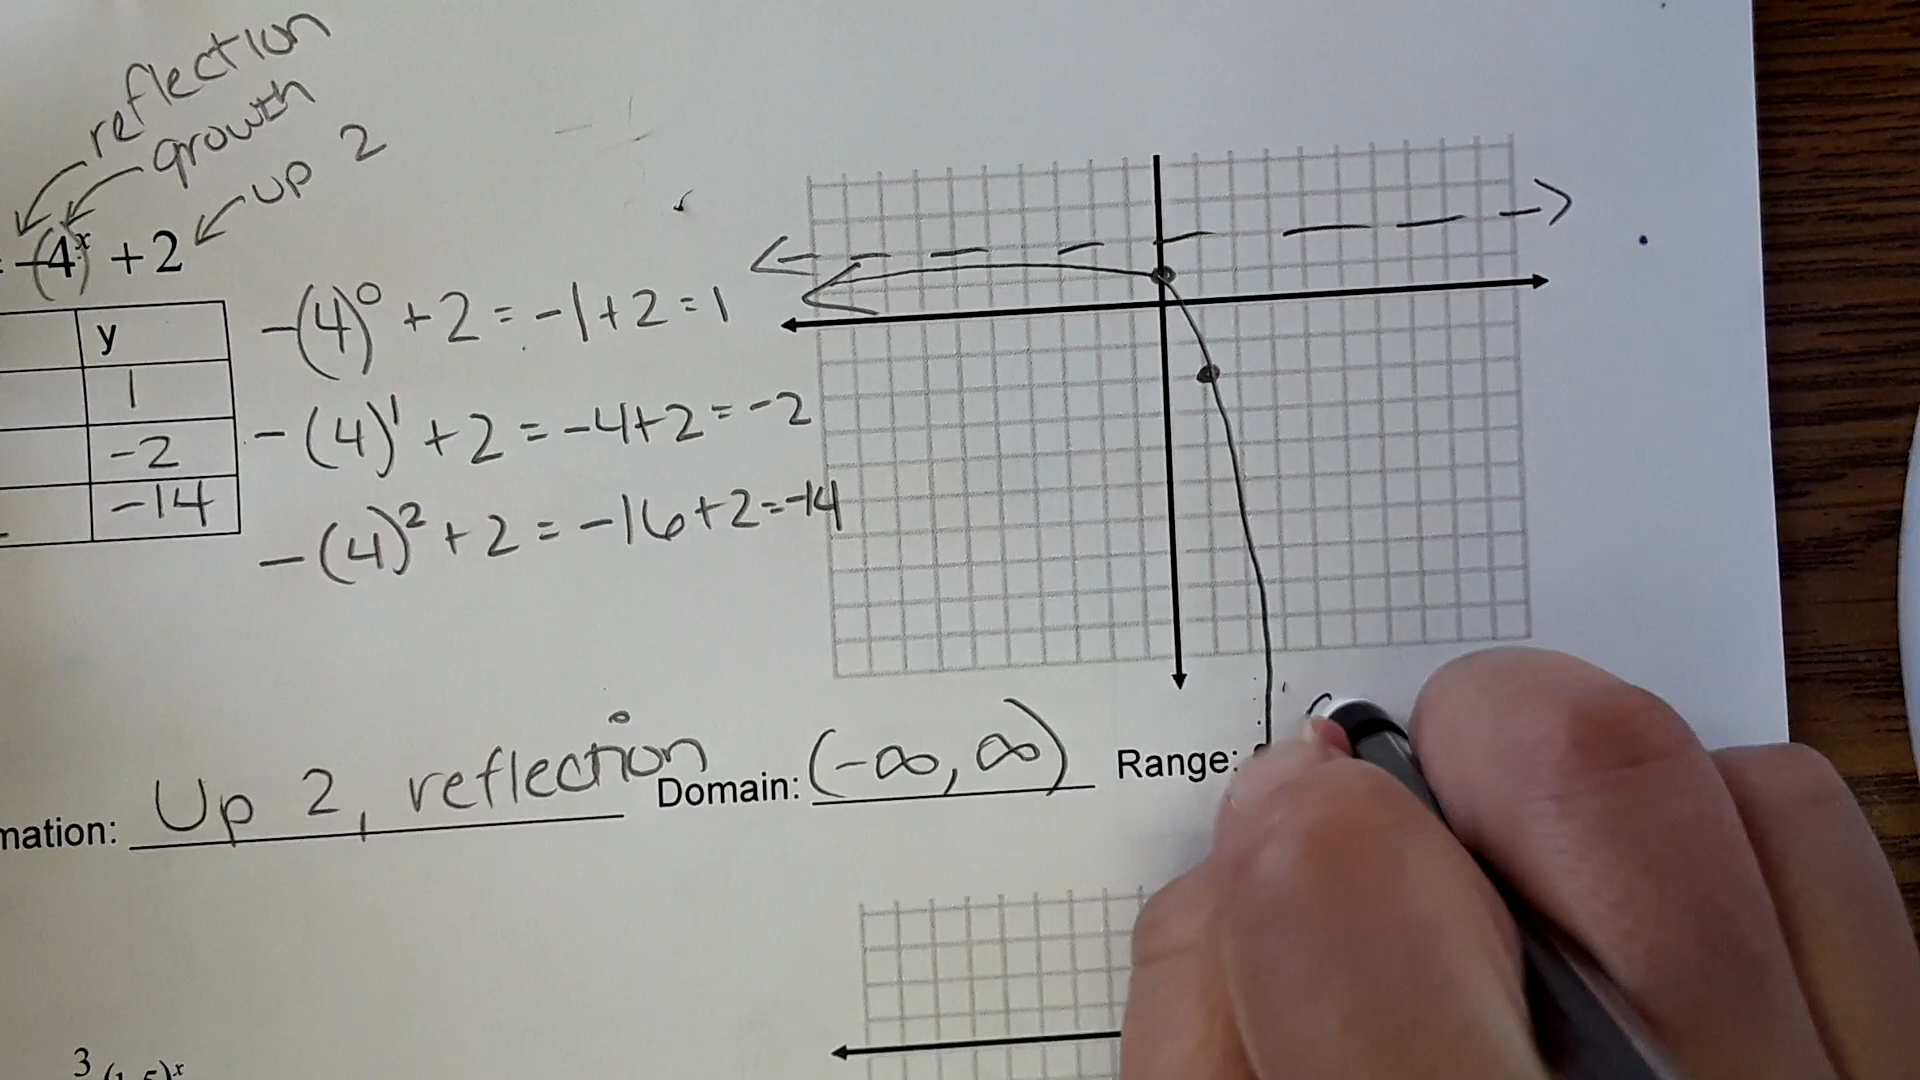 reflection
growth
up 2
= -(4)ˣ + 2
y
1
-2
-14
-(4)⁰ + 2 = -1+2 = 1
-(4)¹ + 2 = -4+2 = -2
-(4)² + 2 = -16+2=-14
mation: Up 2, reflection Domain: (-∞, ∞) Range: